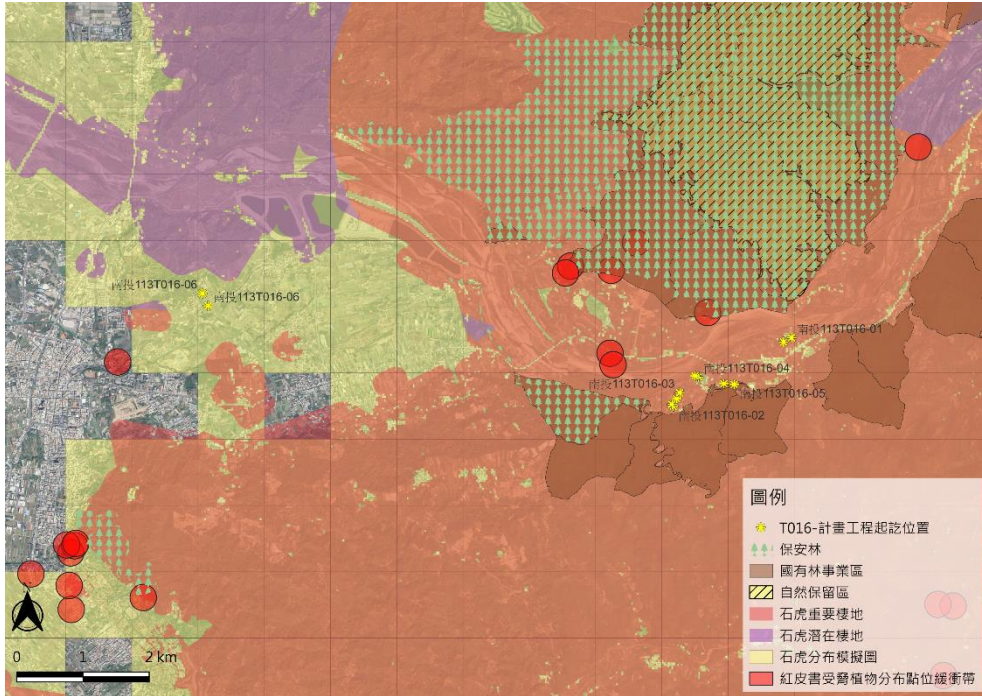 南投113T016-06
南投113T016-06
南投113T016-01
南投113T016-04
南投113T016-03
南投113T016-05
南投113T016-02
圖例
T016-計畫工程起訖位置
保安林
國有林事業區
自然保留區
石虎重要棲地
石虎潛在棲地
石虎分布模擬圖
紅皮書受脅植物分布點位緩衝帶
0 1 2 km